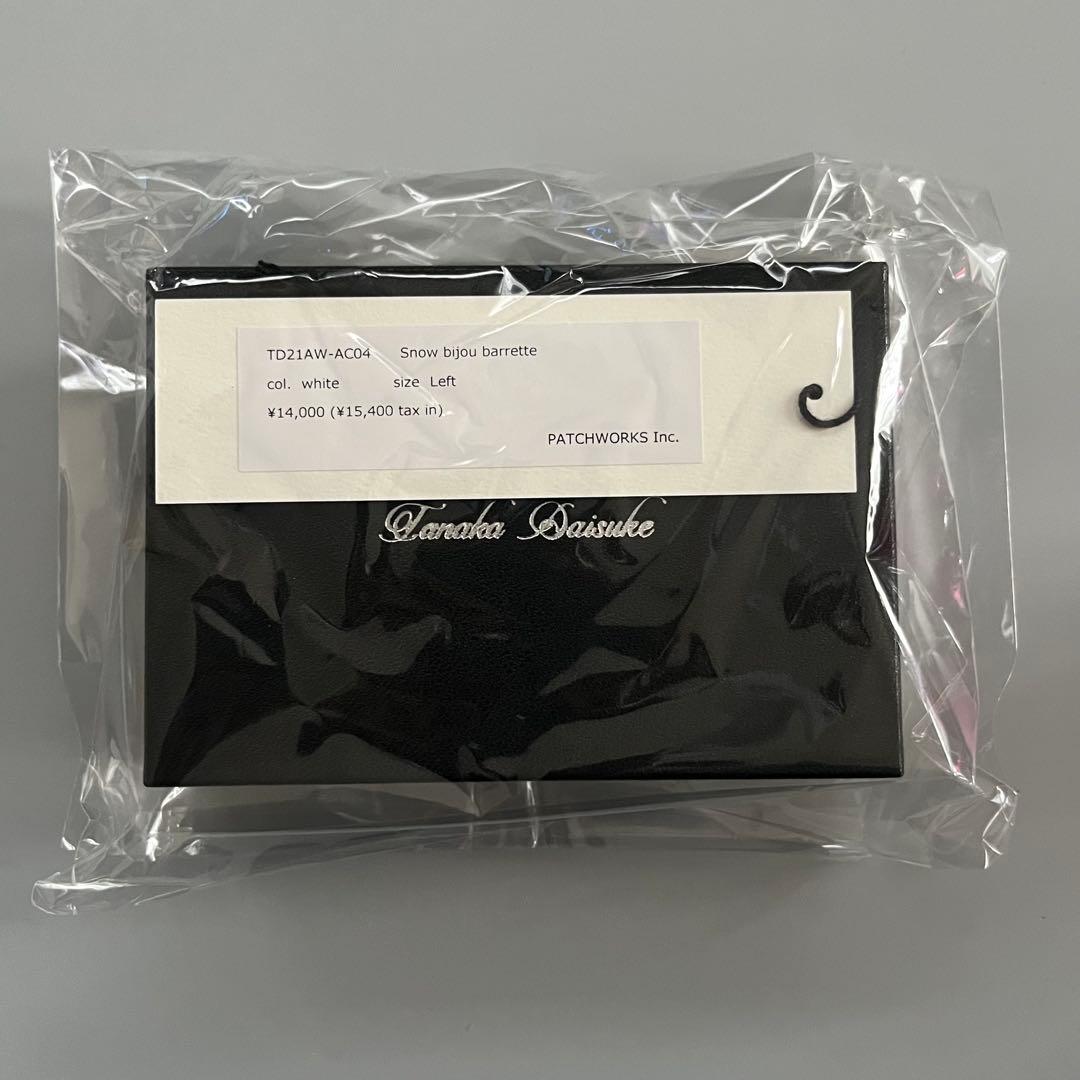 TD21AW-AC04 Snow bijou barrette
col. white size Left
¥14,000 (¥15,400 tax in)
PATCHWORKS Inc.
Tanaka Daisuke